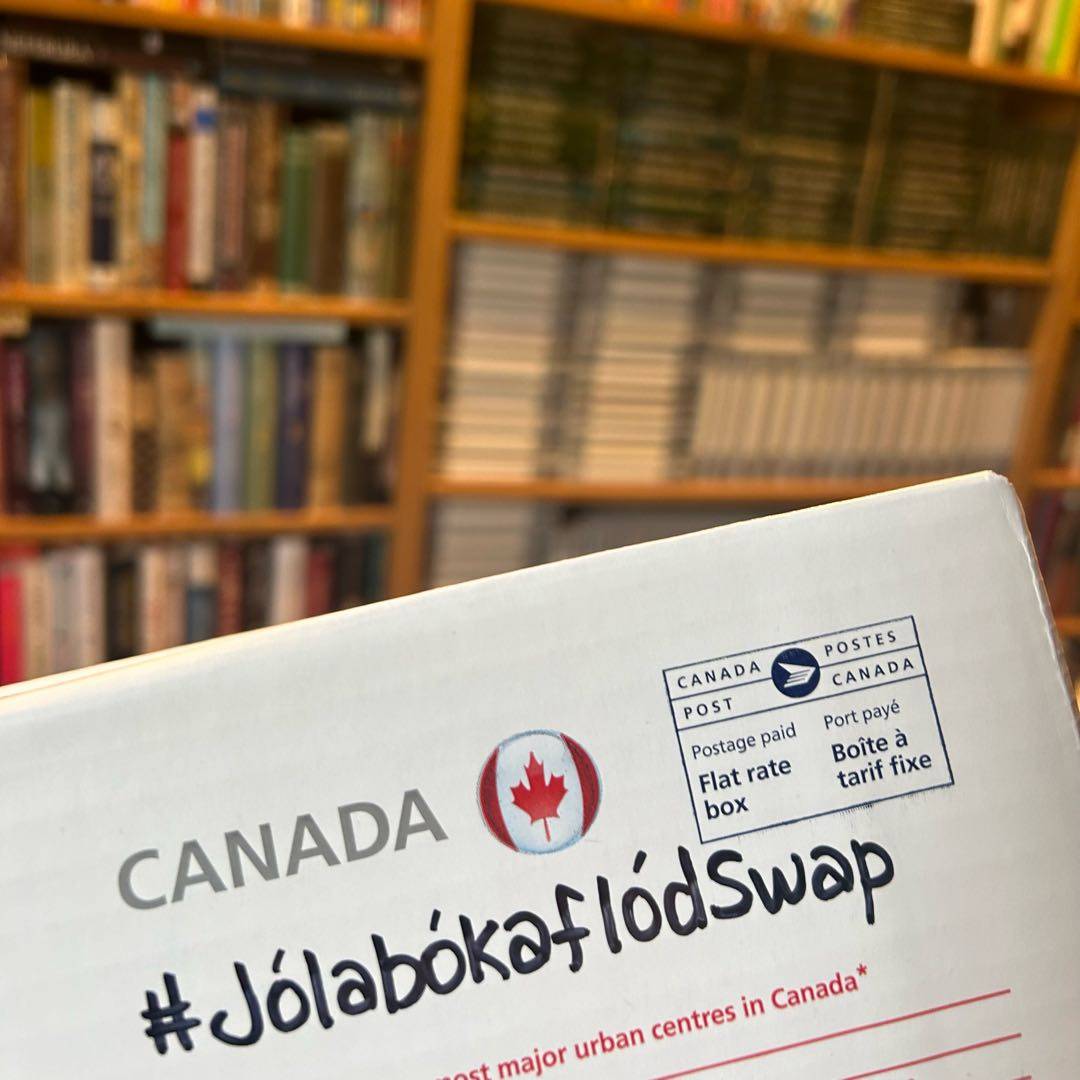 CANADA POST
POSTES CANADA
Postage paid
Flat rate
box
Port payé
Boîte à
tarif fixe
CANADA
#JólabókaflódSwap
most major urban centres in Canada*